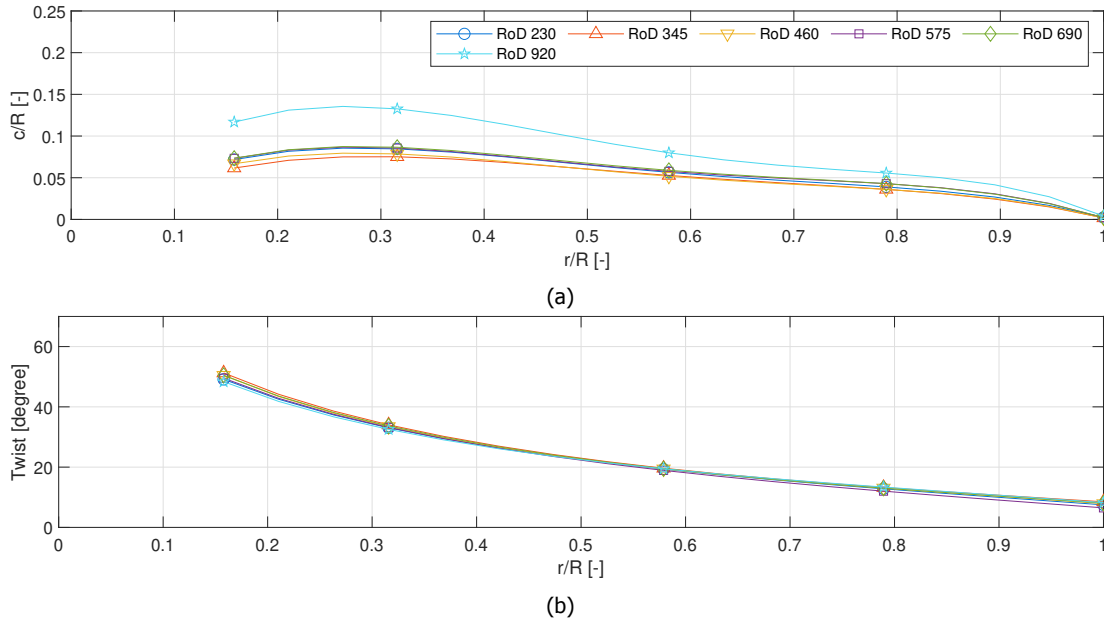 0.25
0.2
0.15
0.1
0.05
0
c/R [-]
RoD 230 RoD 345 RoD 460 RoD 575 RoD 690
RoD 920
0 0.1 0.2 0.3 0.4 0.5 0.6 0.7 0.8 0.9 1
r/R [-]
(a)
60
40
20
0
Twist [degree]
0 0.1 0.2 0.3 0.4 0.5 0.6 0.7 0.8 0.9 1
r/R [-]
(b)